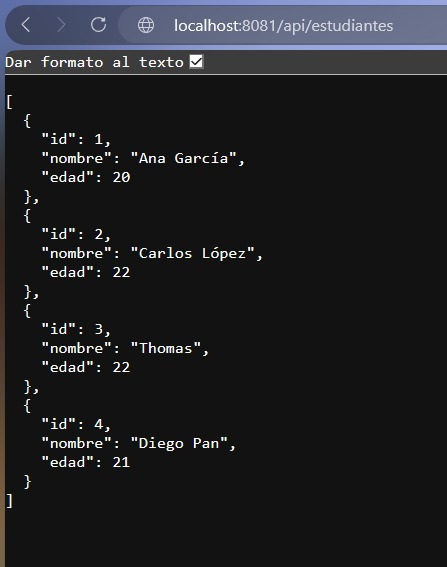 localhost:8081/api/estudiantes
Dar formato al texto
[
  {
    "id": 1,
    "nombre": "Ana García",
    "edad": 20
  },
  {
    "id": 2,
    "nombre": "Carlos López",
    "edad": 22
  },
  {
    "id": 3,
    "nombre": "Thomas",
    "edad": 22
  },
  {
    "id": 4,
    "nombre": "Diego Pan",
    "edad": 21
  }
]